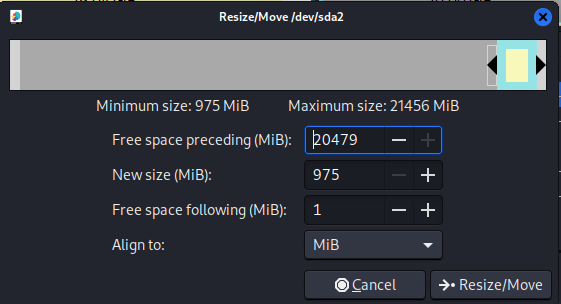 Resize/Move /dev/sda2
Minimum size: 975 MiB Maximum size: 21456 MiB
Free space preceding (MiB): 20479
New size (MiB): 975
Free space following (MiB): 1
Align to: MiB
Cancel Resize/Move